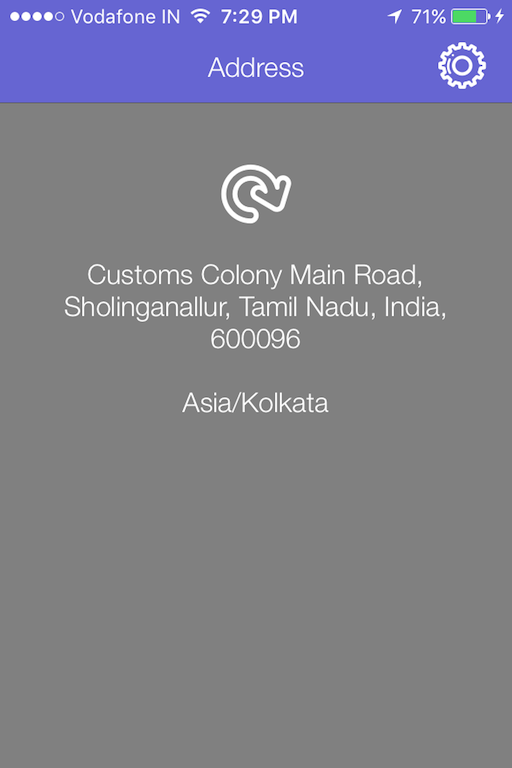 Vodafone IN 7:29 PM 71%
Address
Customs Colony Main Road,
Sholinganallur, Tamil Nadu, India,
600096
Asia/Kolkata